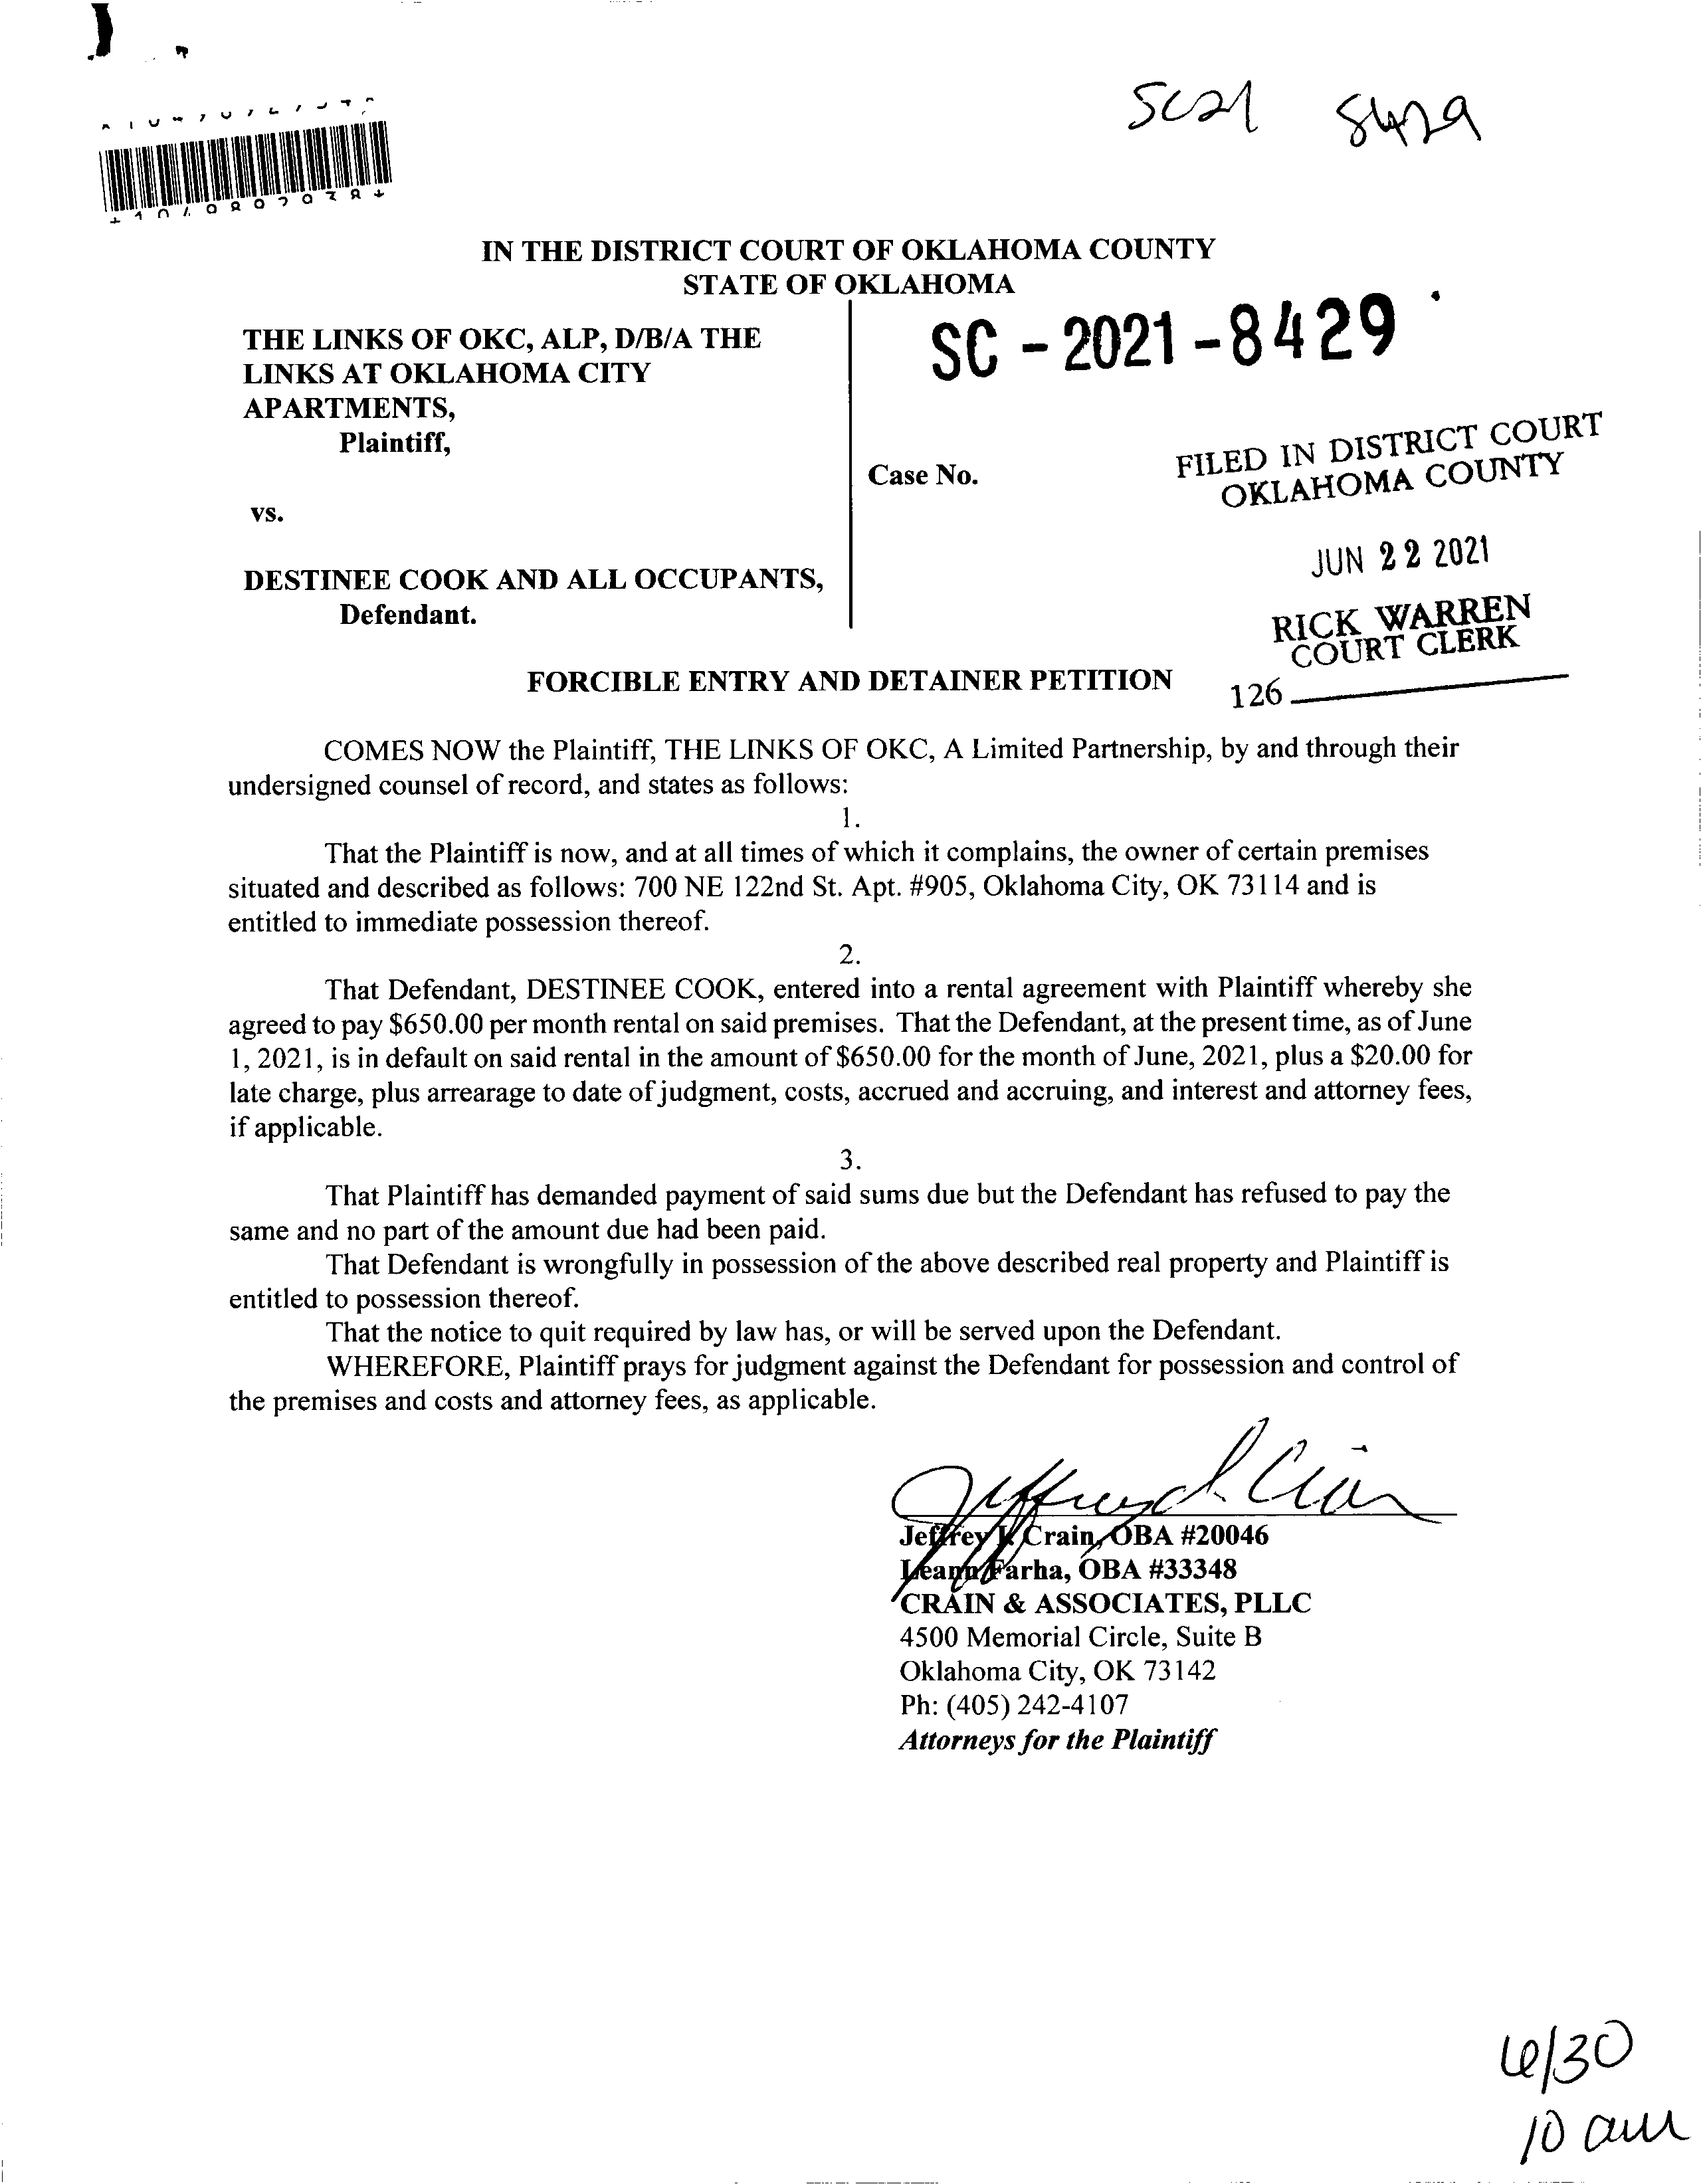 SC21 8429
IN THE DISTRICT COURT OF OKLAHOMA COUNTY
STATE OF OKLAHOMA
THE LINKS OF OKC, ALP, D/B/A THE
LINKS AT OKLAHOMA CITY
APARTMENTS,
Plaintiff,
vs.
DESTINEE COOK AND ALL OCCUPANTS,
Defendant.
SC - 2021 - 8429
Case No.
FILED IN DISTRICT COURT
OKLAHOMA COUNTY
JUN 22 2021
RICK WARREN
COURT CLERK
126
FORCIBLE ENTRY AND DETAINER PETITION
COMES NOW the Plaintiff, THE LINKS OF OKC, A Limited Partnership, by and through their
undersigned counsel of record, and states as follows:
1.
That the Plaintiff is now, and at all times of which it complains, the owner of certain premises
situated and described as follows: 700 NE 122nd St. Apt. #905, Oklahoma City, OK 73114 and is
entitled to immediate possession thereof.
2.
That Defendant, DESTINEE COOK, entered into a rental agreement with Plaintiff whereby she
agreed to pay $650.00 per month rental on said premises. That the Defendant, at the present time, as of June
1, 2021, is in default on said rental in the amount of $650.00 for the month of June, 2021, plus a $20.00 for
late charge, plus arrearage to date of judgment, costs, accrued and accruing, and interest and attorney fees,
if applicable.
3.
That Plaintiff has demanded payment of said sums due but the Defendant has refused to pay the
same and no part of the amount due had been paid.
That Defendant is wrongfully in possession of the above described real property and Plaintiff is
entitled to possession thereof.
That the notice to quit required by law has, or will be served upon the Defendant.
WHEREFORE, Plaintiff prays for judgment against the Defendant for possession and control of
the premises and costs and attorney fees, as applicable.
Jeffrey Crain, OBA #20046
Leann Farha, OBA #33348
CRAIN & ASSOCIATES, PLLC
4500 Memorial Circle, Suite B
Oklahoma City, OK 73142
Ph: (405) 242-4107
Attorneys for the Plaintiff
6/30
10 am